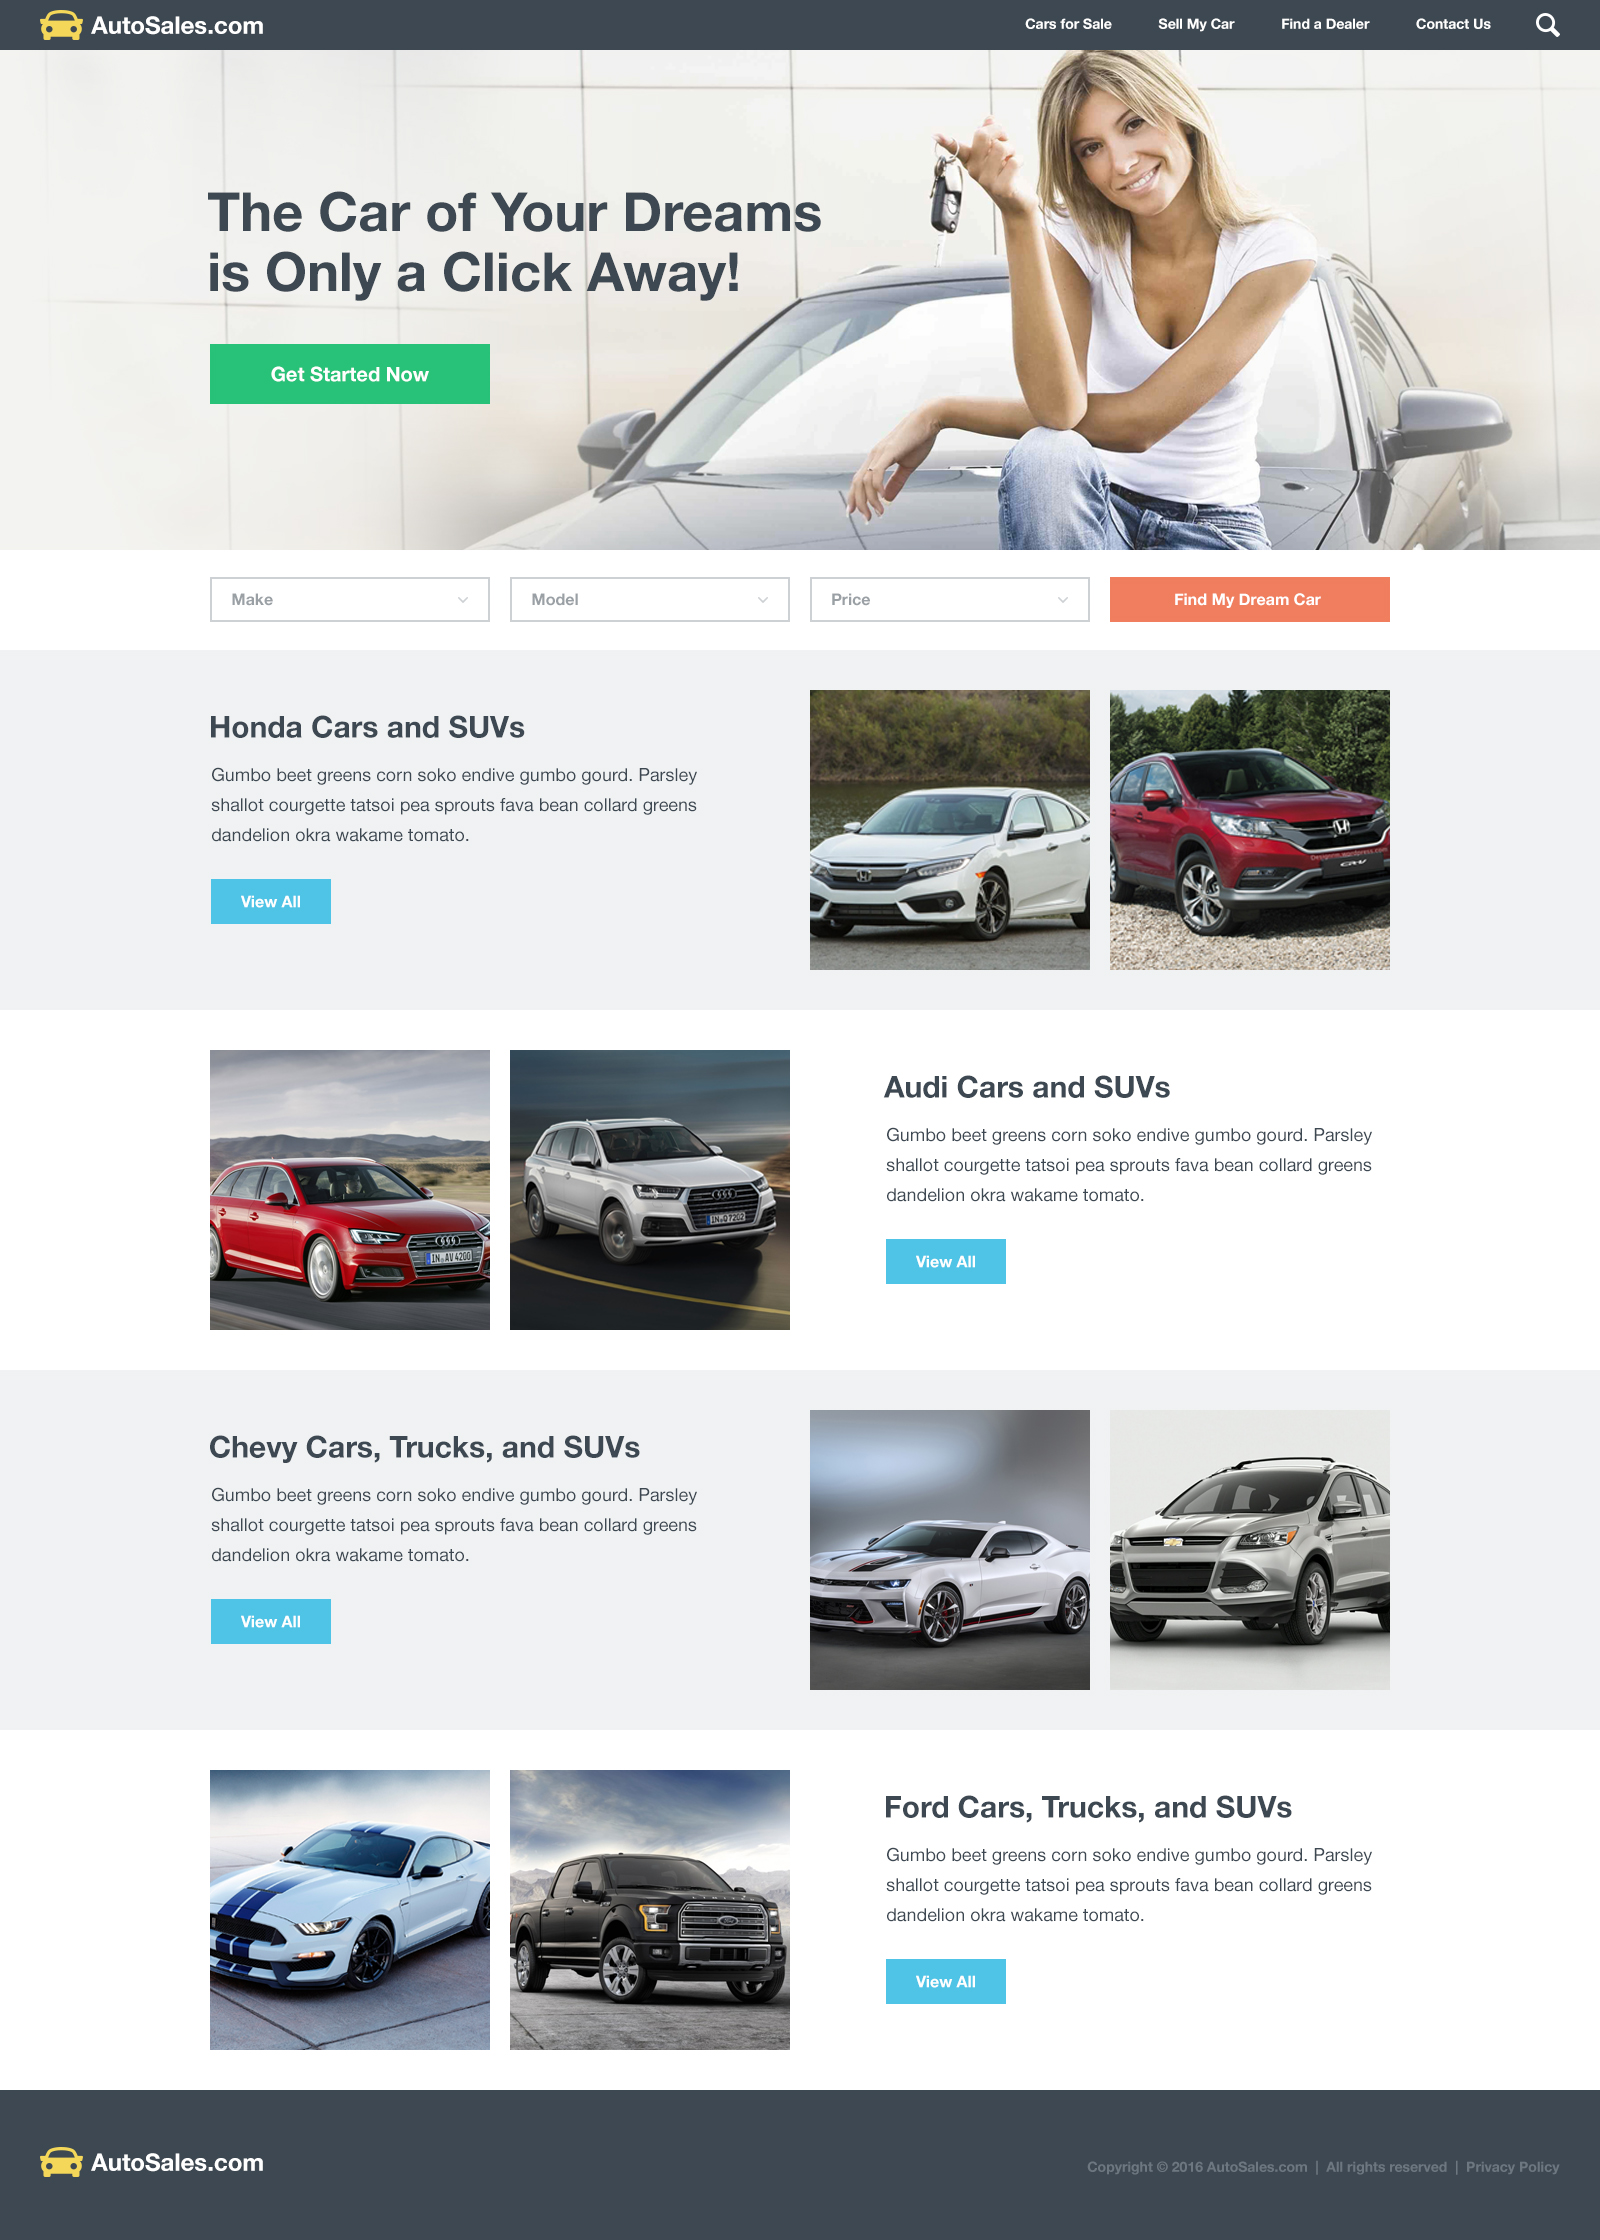 AutoSales.com
Cars for Sale
Sell My Car
Find a Dealer
Contact Us
The Car of Your Dreams
is Only a Click Away!
Get Started Now
Make
Model
Price
Find My Dream Car
Honda Cars and SUVs
Gumbo beet greens corn soko endive gumbo gourd. Parsley
shallot courgette tatsoi pea sprouts fava bean collard greens
dandelion okra wakame tomato.
View All
CR-V
IN AV 4200
IN Q 7202
Audi Cars and SUVs
Gumbo beet greens corn soko endive gumbo gourd. Parsley
shallot courgette tatsoi pea sprouts fava bean collard greens
dandelion okra wakame tomato.
View All
Chevy Cars, Trucks, and SUVs
Gumbo beet greens corn soko endive gumbo gourd. Parsley
shallot courgette tatsoi pea sprouts fava bean collard greens
dandelion okra wakame tomato.
View All
Ford Cars, Trucks, and SUVs
Gumbo beet greens corn soko endive gumbo gourd. Parsley
shallot courgette tatsoi pea sprouts fava bean collard greens
dandelion okra wakame tomato.
View All
AutoSales.com
Copyright © 2016 AutoSales.com | All rights reserved | Privacy Policy